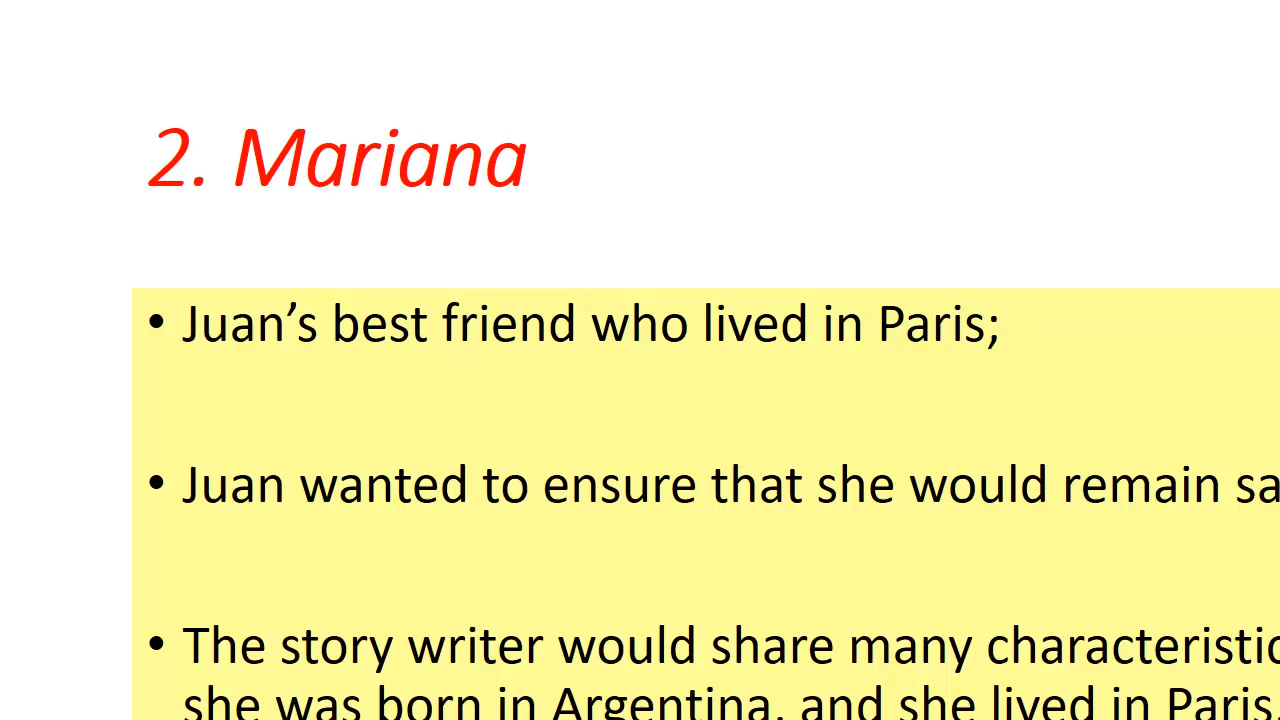 2. Mariana
• Juan’s best friend who lived in Paris;
• Juan wanted to ensure that she would remain sa
• The story writer would share many characteristic
she was born in Argentina, and she lived in Paris